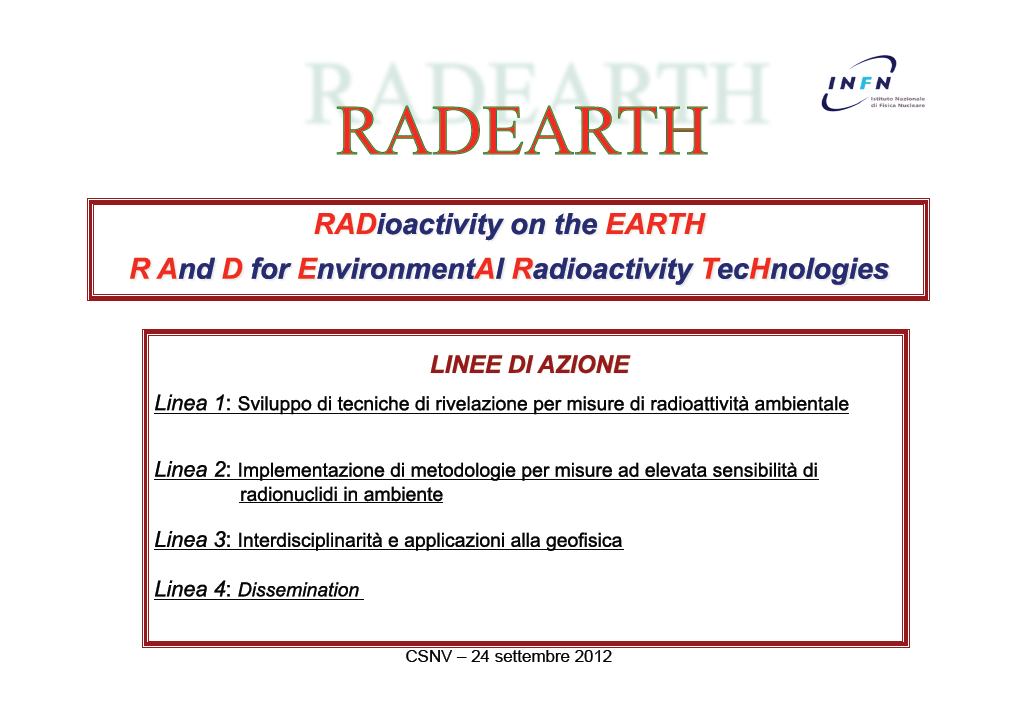 RADEARTH
INFN
Istituto Nazionale
di Fisica Nucleare
RADEARTH
RADioactivity on the EARTH
R And D for EnvironmentAl Radioactivity TecHnologies
LINEE DI AZIONE
Linea 1: Sviluppo di tecniche di rivelazione per misure di radioattività ambientale
Linea 2: Implementazione di metodologie per misure ad elevata sensibilità di
radionuclidi in ambiente
Linea 3: Interdisciplinarità e applicazioni alla geofisica
Linea 4: Dissemination
CSNV – 24 settembre 2012